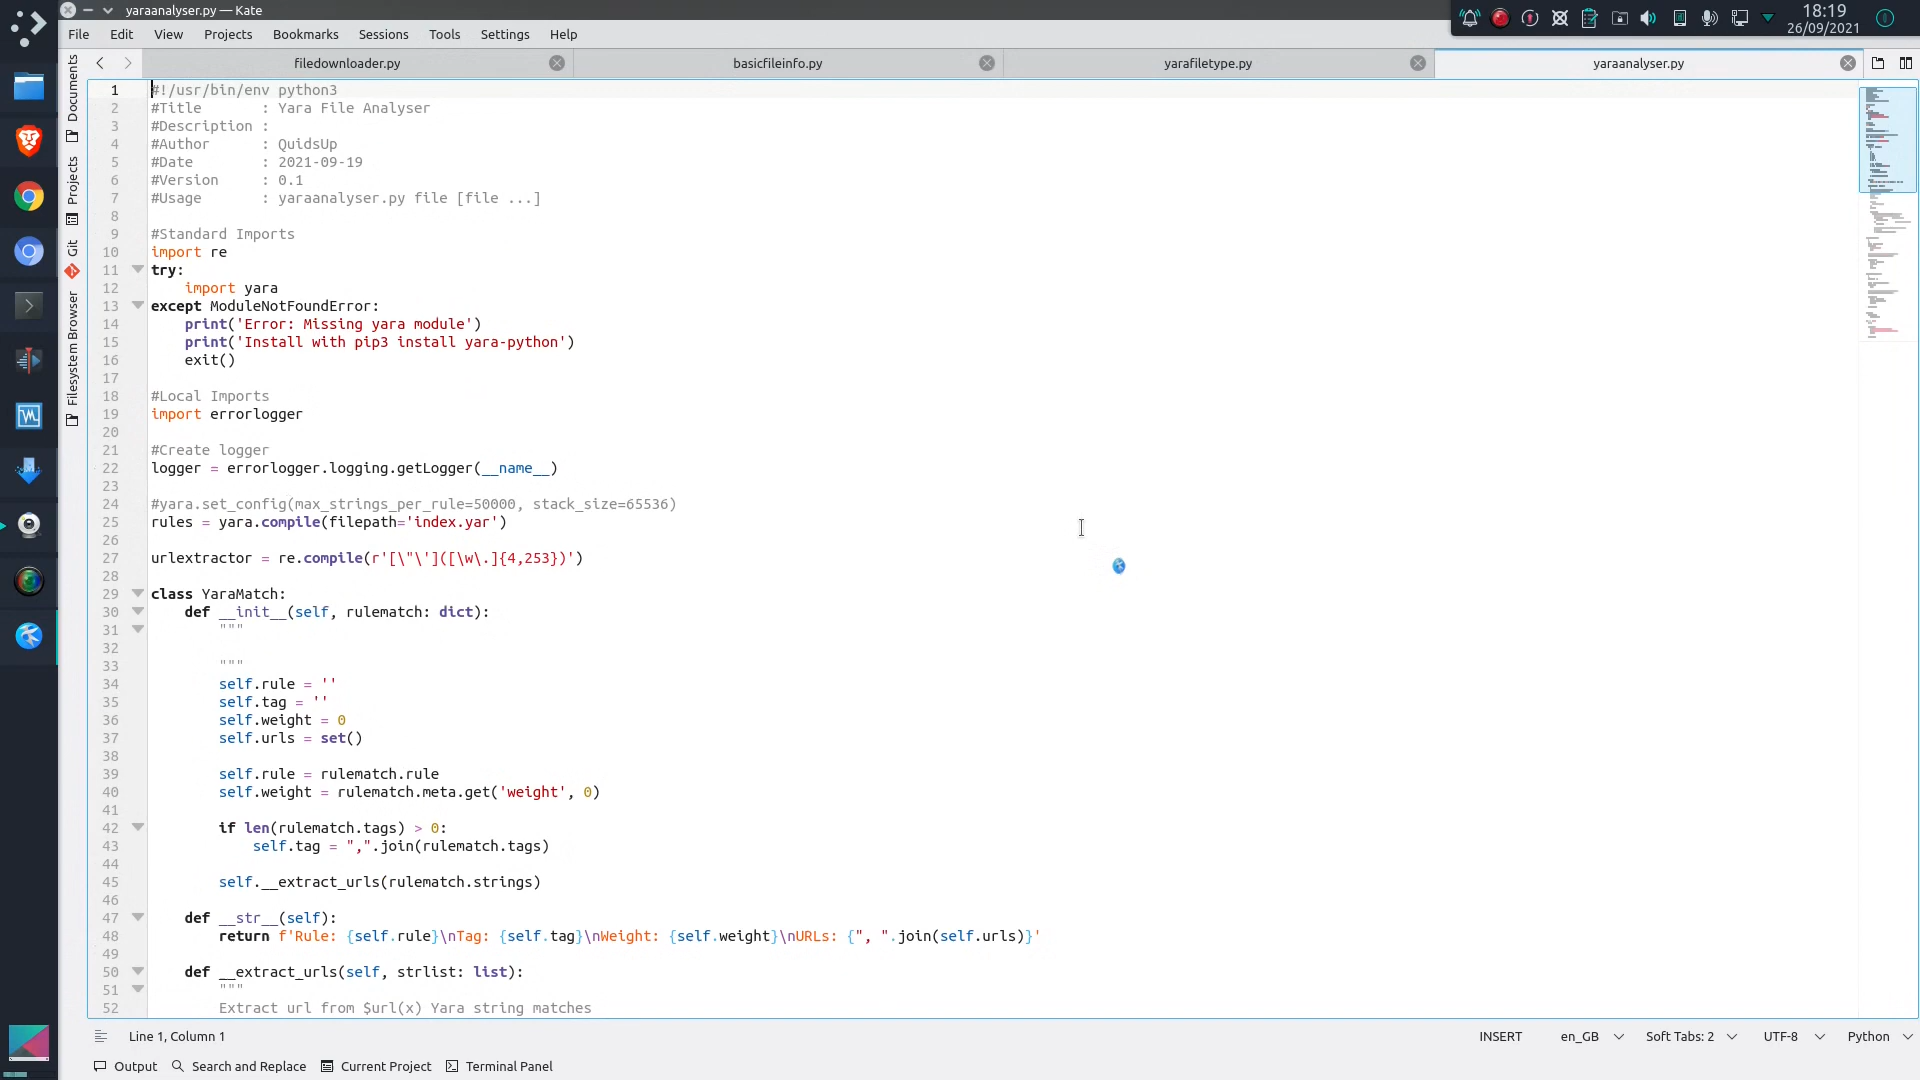 yaraanalyser.py — Kate
18:19
26/09/2021
File Edit View Projects Bookmarks Sessions Tools Settings Help
filedownloader.py basicfileinfo.py yarafiletype.py yaraanalyser.py
Documents
Projects
Git
Filesystem Browser
1 #!/usr/bin/env python3
2 #Title       : Yara File Analyser
3 #Description :
4 #Author      : QuidsUp
5 #Date        : 2021-09-19
6 #Version     : 0.1
7 #Usage       : yaraanalyser.py file [file ...]
8
9 #Standard Imports
10 import re
11 try:
12     import yara
13 except ModuleNotFoundError:
14     print('Error: Missing yara module')
15     print('Install with pip3 install yara-python')
16     exit()
17
18 #Local Imports
19 import errorlogger
20
21 #Create logger
22 logger = errorlogger.logging.getLogger(__name__)
23
24 #yara.set_config(max_strings_per_rule=50000, stack_size=65536)
25 rules = yara.compile(filepath='index.yar')
26
27 urlextractor = re.compile(r'[\"\']([\w\.]{4,253})')
28
29 class YaraMatch:
30     def __init__(self, rulematch: dict):
31         """
32
33         """
34         self.rule = ''
35         self.tag = ''
36         self.weight = 0
37         self.urls = set()
38
39         self.rule = rulematch.rule
40         self.weight = rulematch.meta.get('weight', 0)
41
42         if len(rulematch.tags) > 0:
43             self.tag = ",".join(rulematch.tags)
44
45         self.__extract_urls(rulematch.strings)
46
47     def __str__(self):
48         return f'Rule: {self.rule}\nTag: {self.tag}\nWeight: {self.weight}\nURLs: {", ".join(self.urls)}'
49
50     def __extract_urls(self, strlist: list):
51         """
52         Extract url from $url(x) Yara string matches
Line 1, Column 1 INSERT en_GB Soft Tabs: 2 UTF-8 Python
Output Search and Replace Current Project Terminal Panel